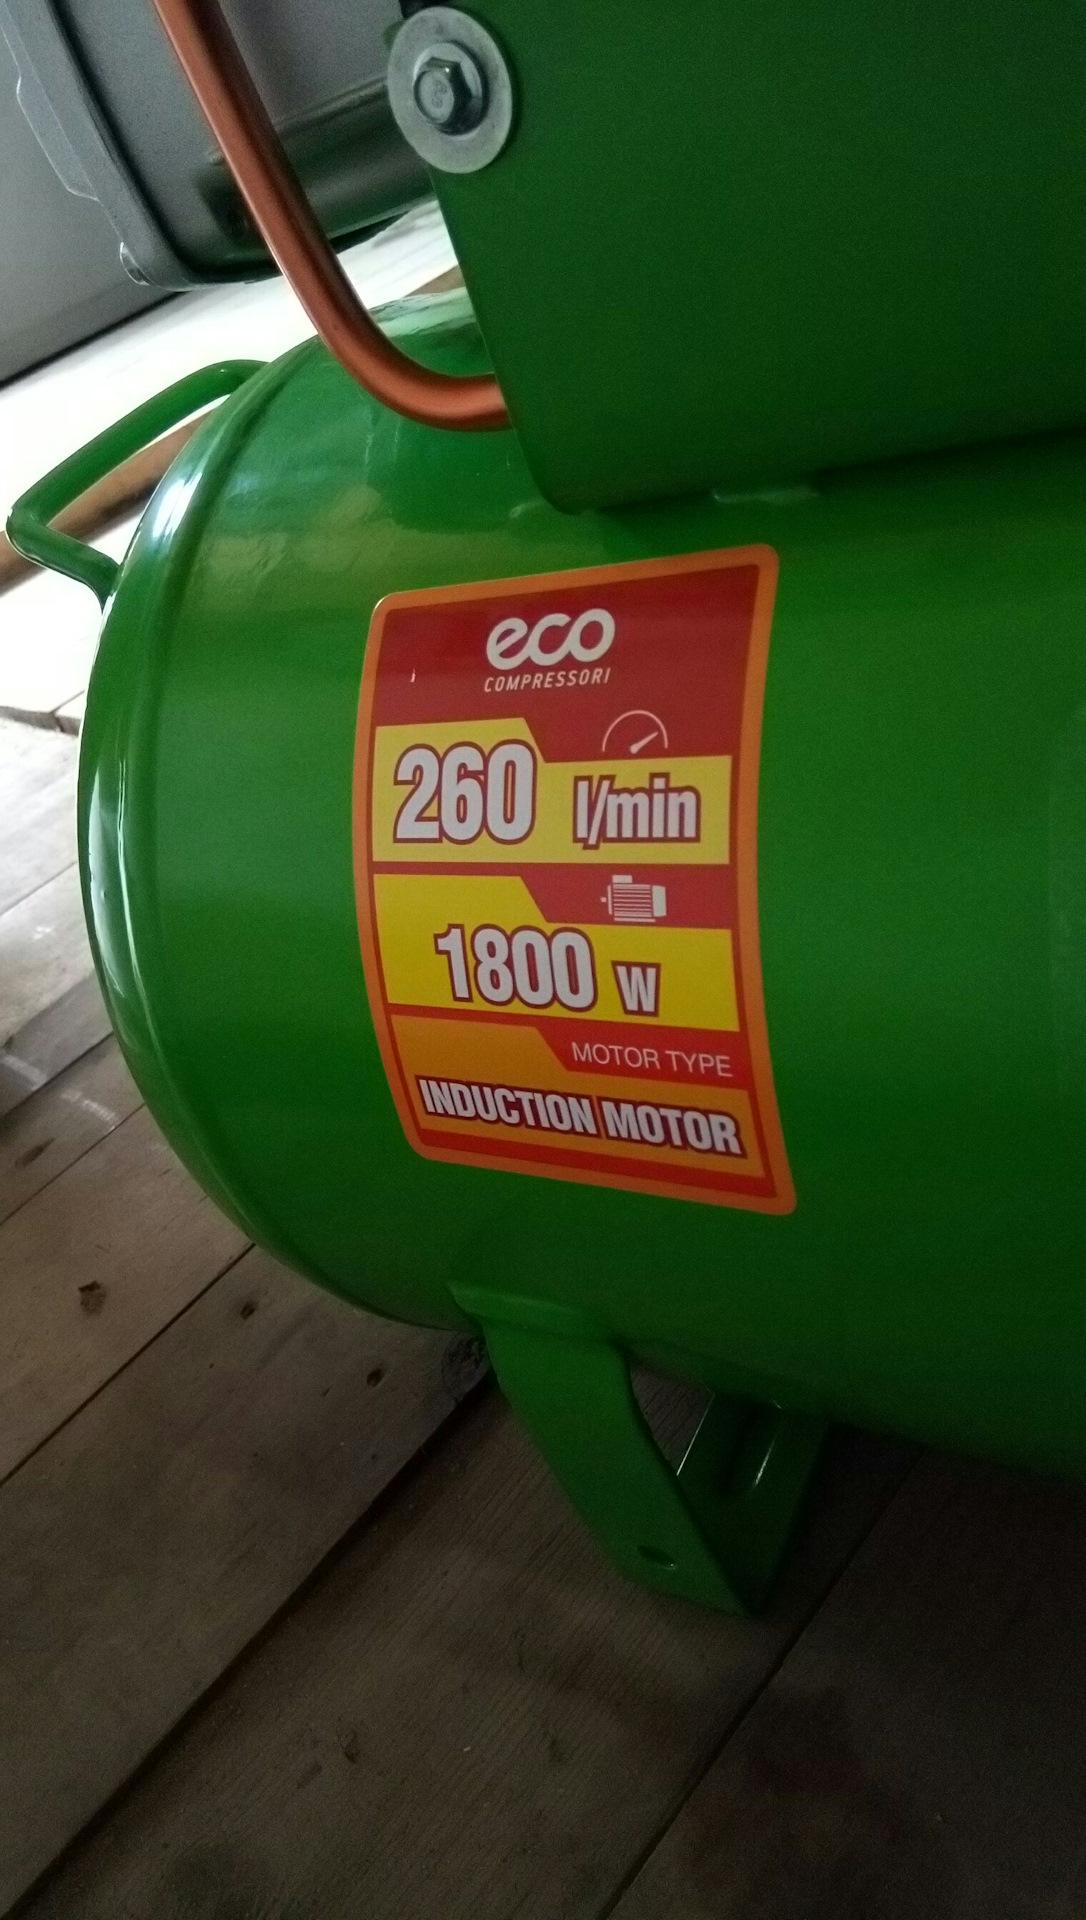 eco
COMPRESSORI
260 l/min
1800 W
MOTOR TYPE
INDUCTION MOTOR